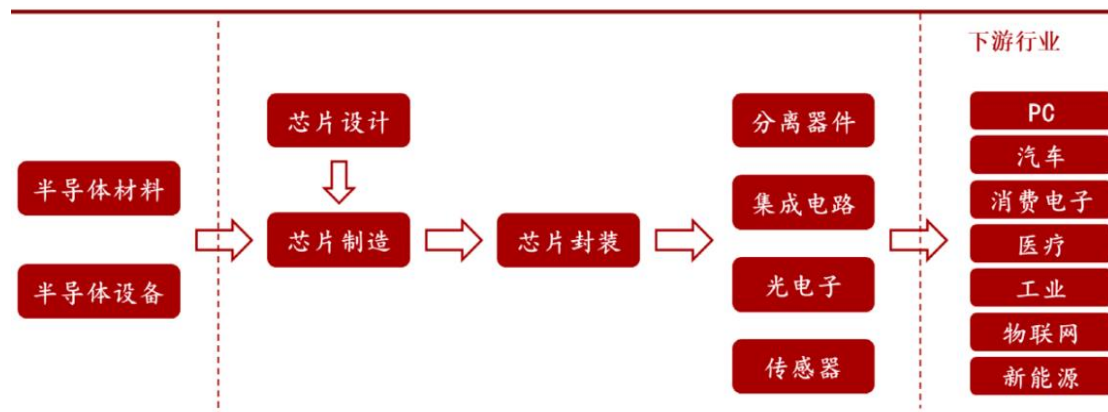 下游行业
半导体材料
半导体设备
芯片设计
芯片制造
芯片封装
分离器件
集成电路
光电子
传感器
PC
汽车
消费电子
医疗
工业
物联网
新能源